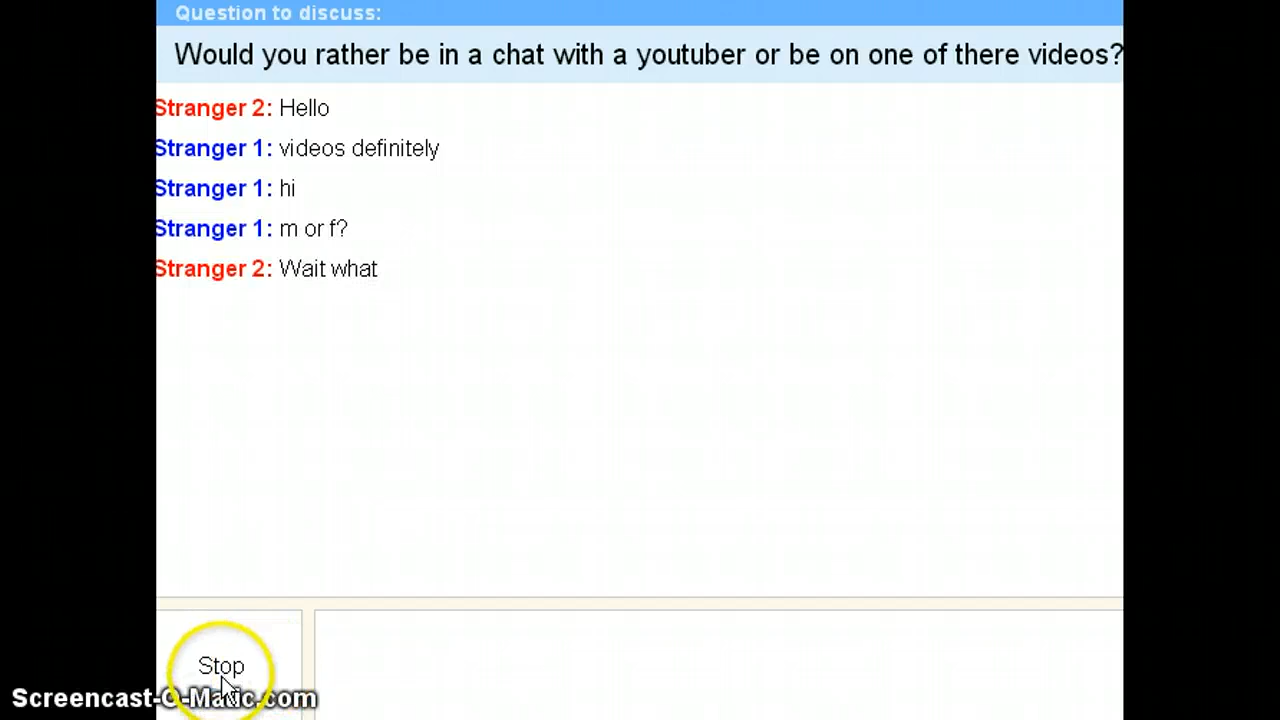 Question to discuss:
Would you rather be in a chat with a youtuber or be on one of there videos?
Stranger 2: Hello
Stranger 1: videos definitely
Stranger 1: hi
Stranger 1: m or f?
Stranger 2: Wait what
Stop
Screencast-O-Matic.com